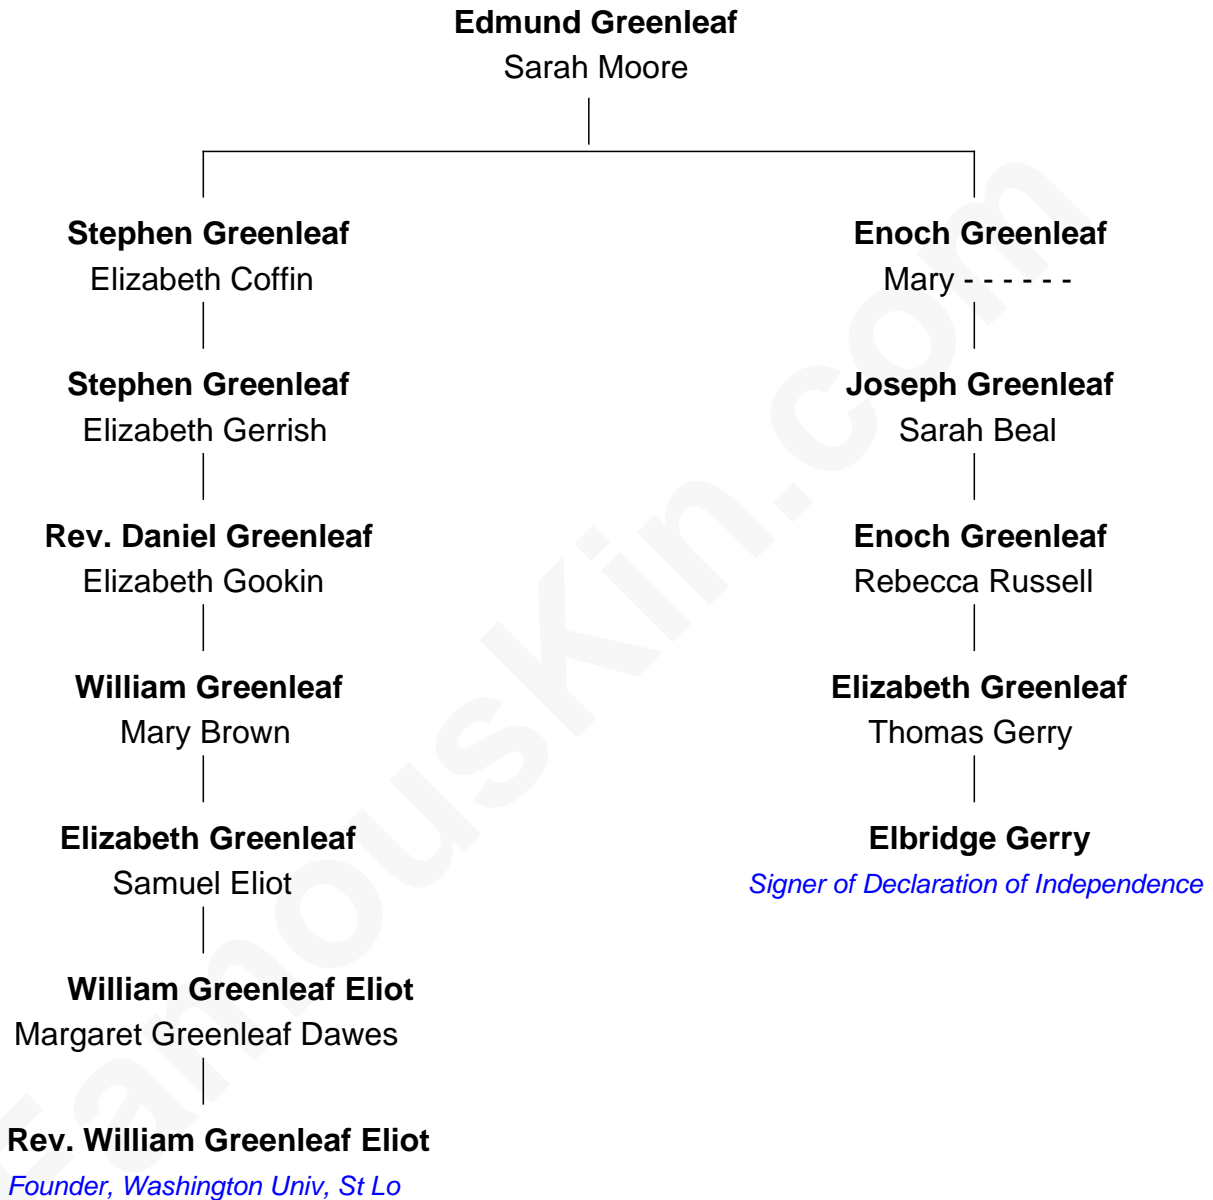 Edmund Greenleaf
Sarah Moore
Stephen Greenleaf
Elizabeth Coffin
Enoch Greenleaf
Mary - - - - - -
Stephen Greenleaf
Elizabeth Gerrish
Joseph Greenleaf
Sarah Beal
Rev. Daniel Greenleaf
Elizabeth Gookin
Enoch Greenleaf
Rebecca Russell
William Greenleaf
Mary Brown
Elizabeth Greenleaf
Thomas Gerry
Elizabeth Greenleaf
Samuel Eliot
Elbridge Gerry
Signer of Declaration of Independence
William Greenleaf Eliot
Margaret Greenleaf Dawes
Rev. William Greenleaf Eliot
Founder, Washington Univ, St Lo
FamousKin.com